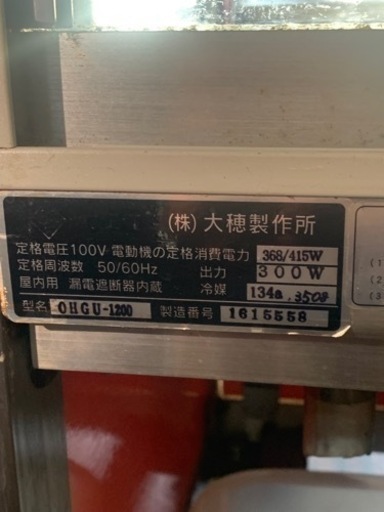 (株) 大穂製作所
定格電圧100V 電動機の定格消費電力 368/415W
定格周波数 50/60Hz 出力 300W
屋内用 漏電遮断器内蔵 冷媒 134a. 350g
型名 OHGU-1200 製造番号 1615558
(1)
(2)
(3)